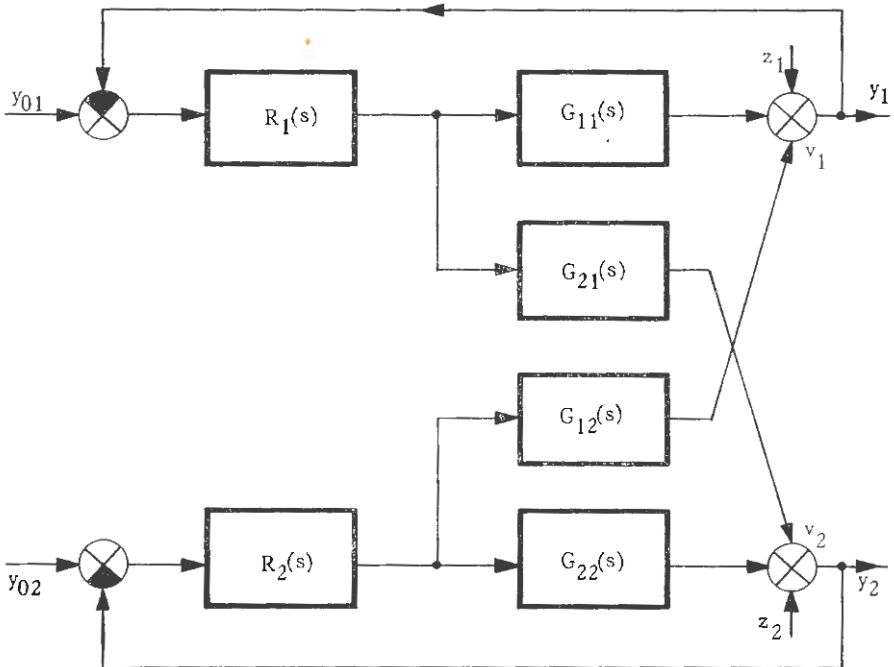 z₁
y₀₁
R₁(s)
G₁₁(s)
y₁
v₁
G₂₁(s)
G₁₂(s)
y₀₂
R₂(s)
G₂₂(s)
v₂
y₂
z₂